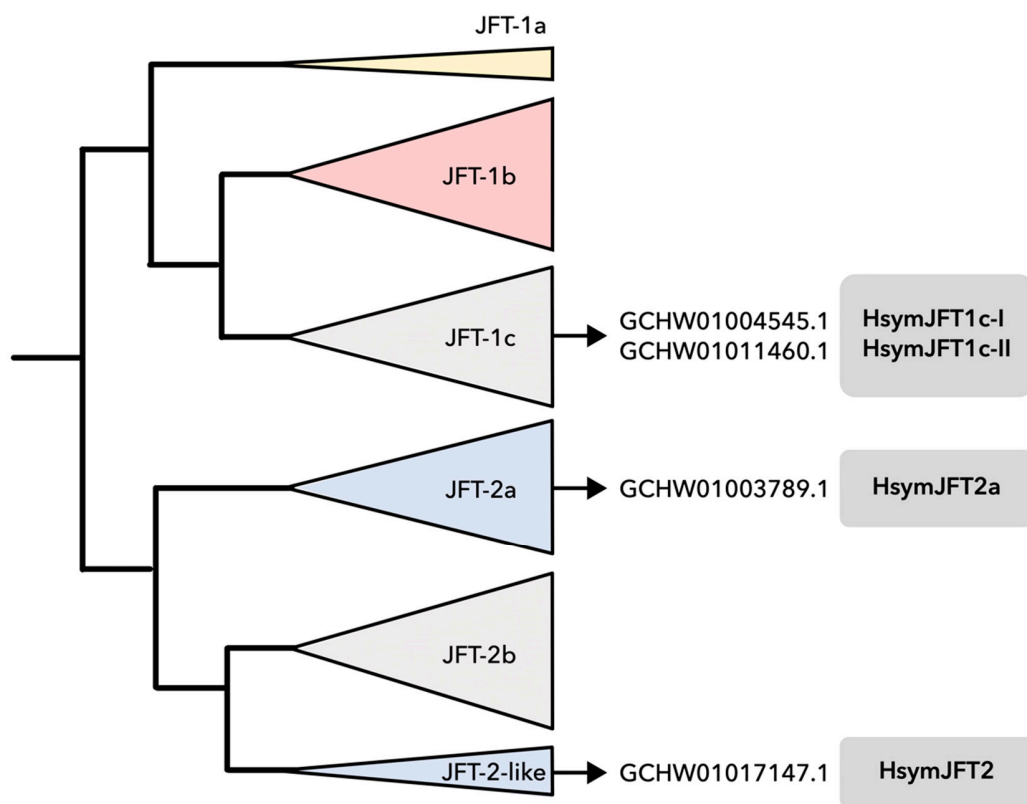 JFT-1a
JFT-1b
JFT-1c
GCHW01004545.1
HsymJFT1c-I
GCHW01011460.1
HsymJFT1c-II
JFT-2a
GCHW01003789.1
HsymJFT2a
JFT-2b
JFT-2-like
GCHW01017147.1
HsymJFT2